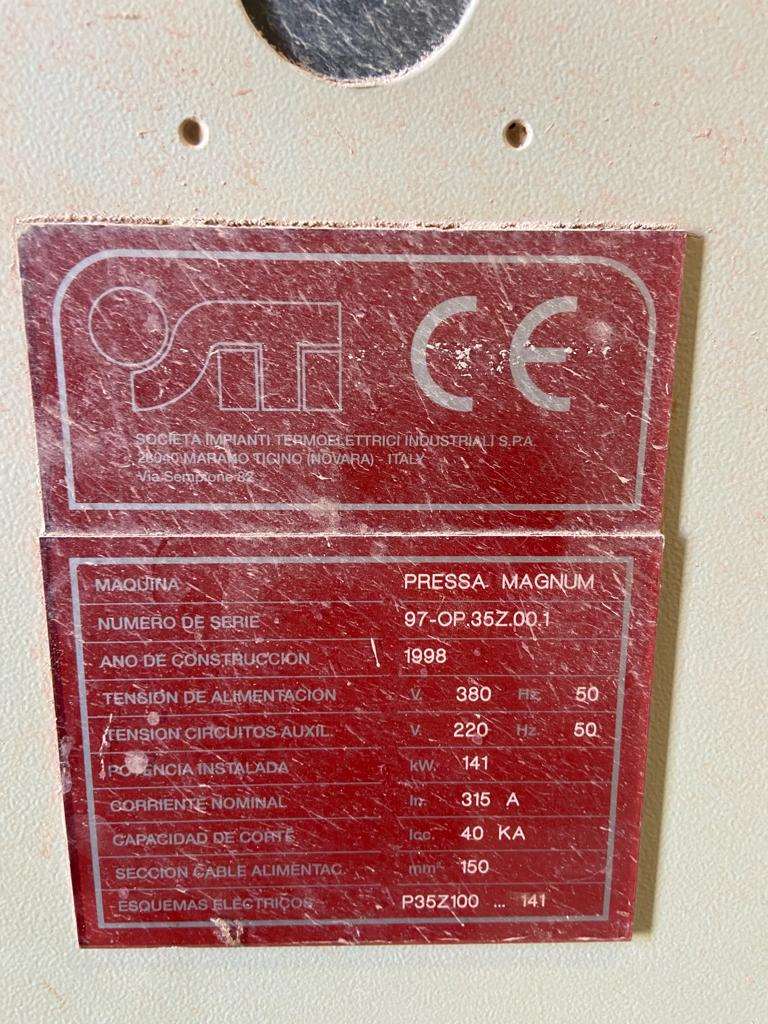 SITI
CE
SOCIETA IMPIANTI TERMOELETTRICI INDUSTRIALI S.P.A.
28040 MARANO TICINO (NOVARA) - ITALY
Via Sempione 82
MAQUINA PRESSA MAGNUM
NUMERO DE SERIE 97-OP.35Z.00.1
ANO DE CONSTRUCCION 1998
TENSION DE ALIMENTACION V. 380 Hz. 50
TENSION CIRCUITOS AUXIL. V. 220 Hz. 50
POTENCIA INSTALADA kW. 141
CORRIENTE NOMINAL In. 315 A
CAPACIDAD DE CORTE Icc. 40 KA
SECCION CABLE ALIMENTAC. mm² 150
ESQUEMAS ELECTRICOS P35Z100 ... 141